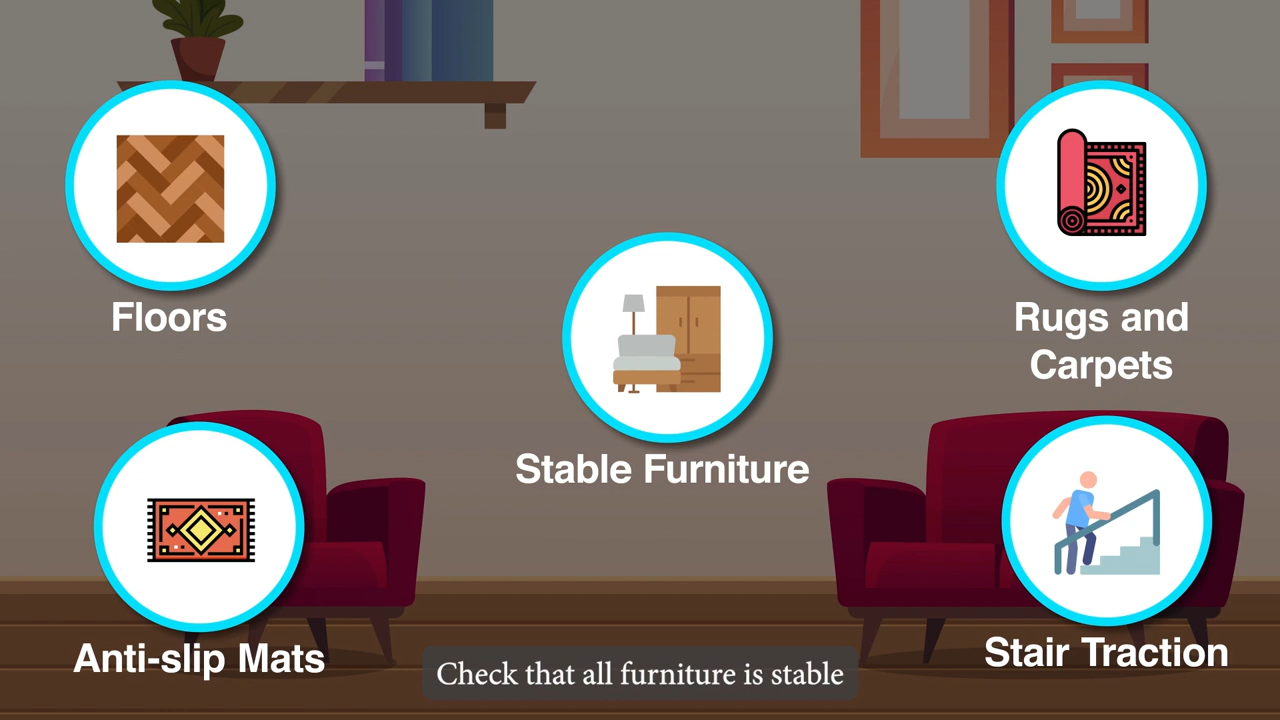 Floors
Rugs and
Carpets
Stable Furniture
Anti-slip Mats
Stair Traction
Check that all furniture is stable